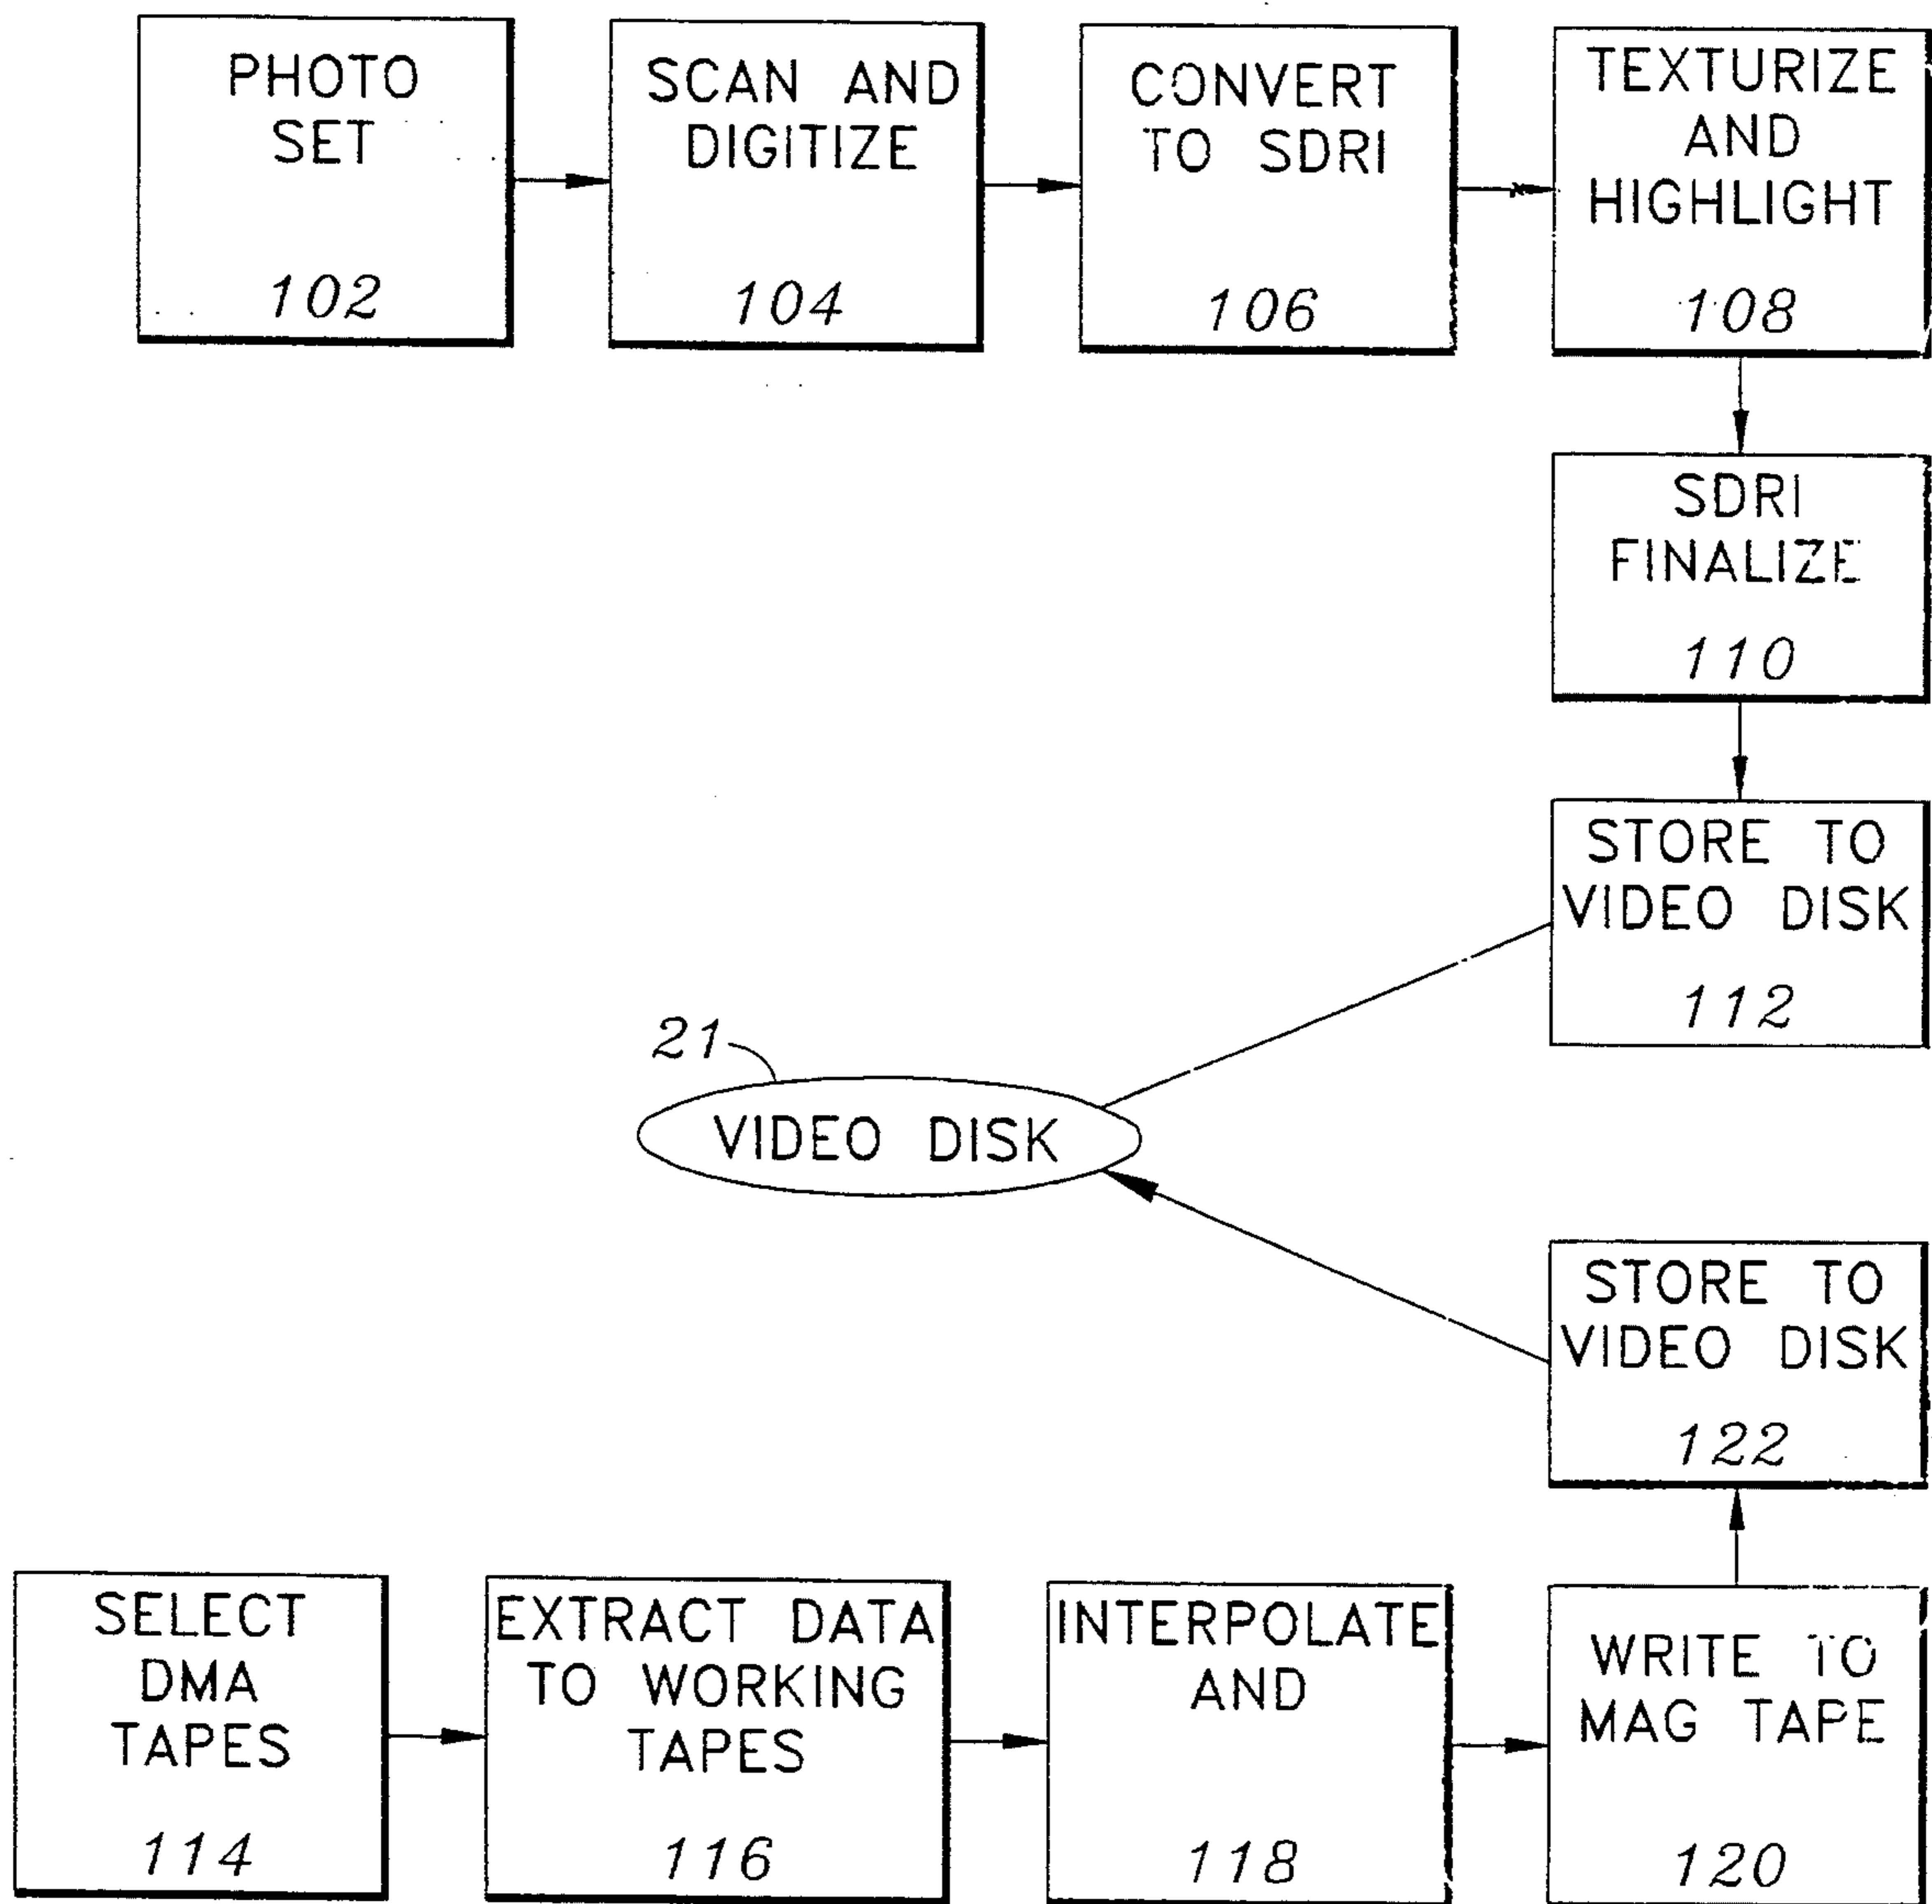 PHOTO
SET
102
SCAN AND
DIGITIZE
104
CONVERT
TO SDRI
106
TEXTURIZE
AND
HIGHLIGHT
108
SDRI
FINALIZE
110
STORE TO
VIDEO DISK
112
21
VIDEO DISK
STORE TO
VIDEO DISK
122
SELECT
DMA
TAPES
114
EXTRACT DATA
TO WORKING
TAPES
116
INTERPOLATE
AND
118
WRITE TO
MAG TAPE
120